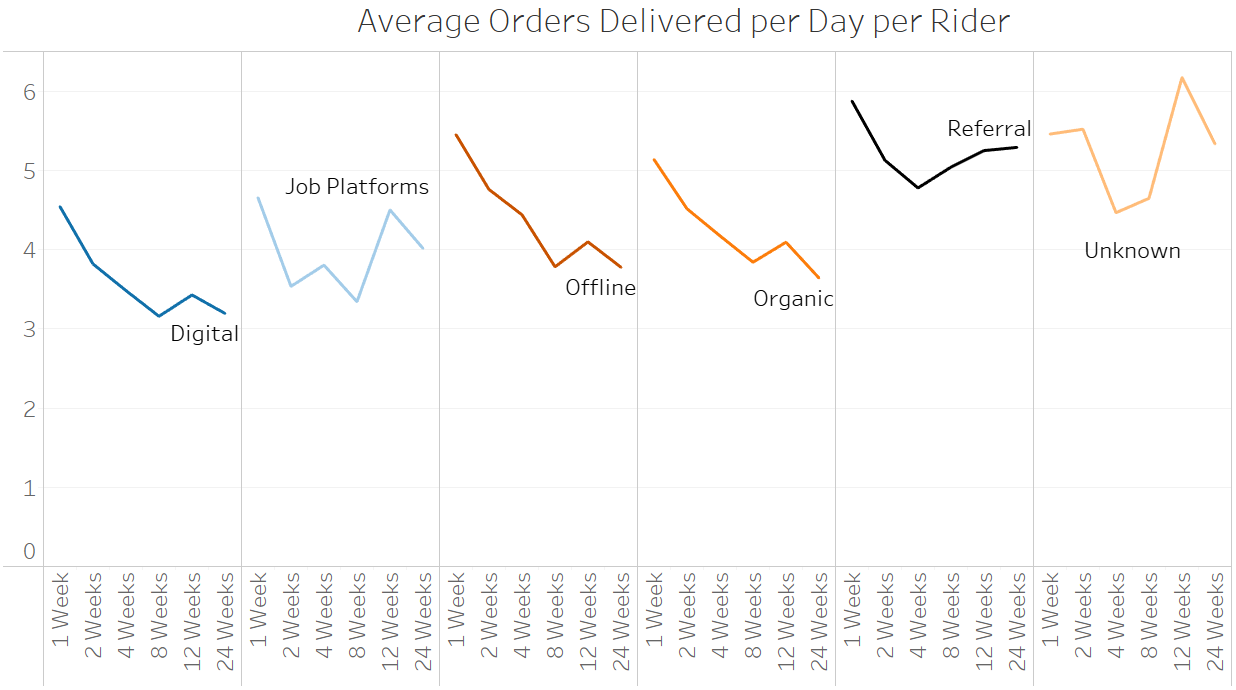 Average Orders Delivered per Day per Rider
6
5
4
3
2
1
0
Digital
Job Platforms
Offline
Organic
Referral
Unknown
1 Week
2 Weeks
4 Weeks
8 Weeks
12 Weeks
24 Weeks
1 Week
2 Weeks
4 Weeks
8 Weeks
12 Weeks
24 Weeks
1 Week
2 Weeks
4 Weeks
8 Weeks
12 Weeks
24 Weeks
1 Week
2 Weeks
4 Weeks
8 Weeks
12 Weeks
24 Weeks
1 Week
2 Weeks
4 Weeks
8 Weeks
12 Weeks
24 Weeks
1 Week
2 Weeks
4 Weeks
8 Weeks
12 Weeks
24 Weeks